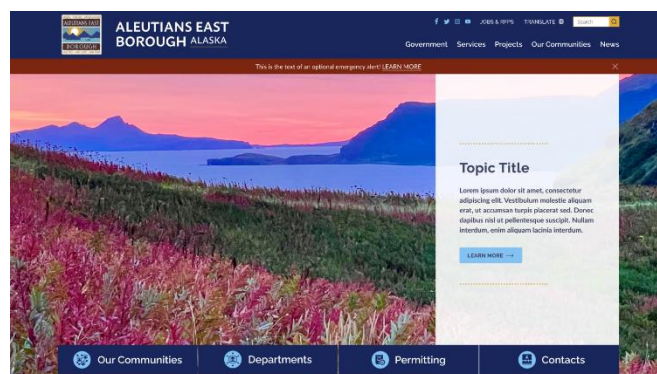 ALEUTIANS EAST
BOROUGH
ALEUTIANS EAST
BOROUGH ALASKA
JOBS & RFPS TRANSLATE Search
Government Services Projects Our Communities News
This is the text of an optional emergency alert! LEARN MORE
Topic Title
Lorem ipsum dolor sit amet, consectetur
adipiscing elit. Vestibulum molestie aliquam
erat, ut accumsan turpis placerat sed. Donec
dapibus nisl ut pellentesque suscipit. Nullam
interdum, enim aliquam lacinia interdum.
LEARN MORE
Our Communities Departments Permitting Contacts